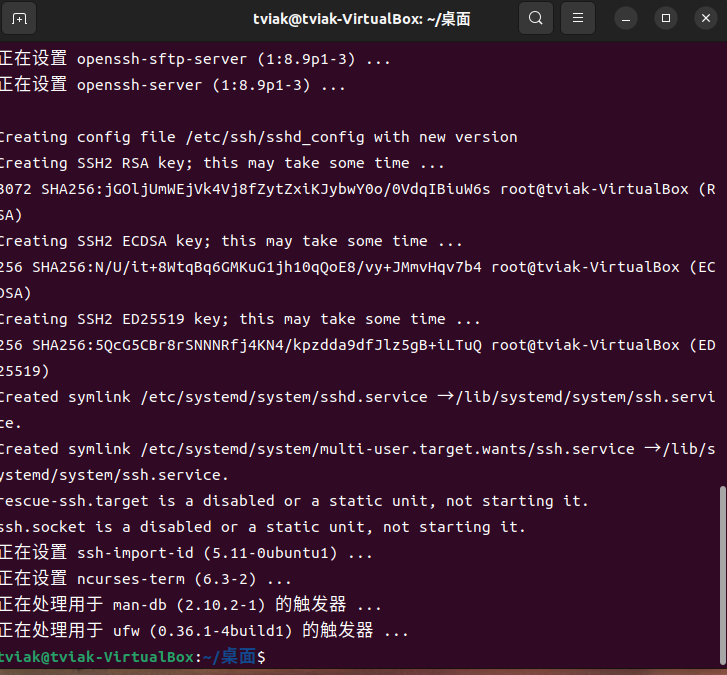 tviak@tviak-VirtualBox: ~/桌面
正在设置 openssh-sftp-server (1:8.9p1-3) ...
正在设置 openssh-server (1:8.9p1-3) ...
Creating config file /etc/ssh/sshd_config with new version
Creating SSH2 RSA key; this may take some time ...
3072 SHA256:jGOljUmWEjVk4Vj8fZytZxiKJybwY0o/0VdqIBiuW6s root@tviak-VirtualBox (R
SA)
Creating SSH2 ECDSA key; this may take some time ...
256 SHA256:N/U/it+8WtqBq6GMKuG1jh10qQoE8/vy+JMmvHqv7b4 root@tviak-VirtualBox (EC
DSA)
Creating SSH2 ED25519 key; this may take some time ...
256 SHA256:5QcG5CBr8rSNNNRfj4KN4/kpzdda9dfJlz5gB+iLTuQ root@tviak-VirtualBox (ED
25519)
Created symlink /etc/systemd/system/sshd.service → /lib/systemd/system/ssh.servi
ce.
Created symlink /etc/systemd/system/multi-user.target.wants/ssh.service → /lib/s
ystemd/system/ssh.service.
rescue-ssh.target is a disabled or a static unit, not starting it.
ssh.socket is a disabled or a static unit, not starting it.
正在设置 ssh-import-id (5.11-0ubuntu1) ...
正在设置 ncurses-term (6.3-2) ...
正在处理用于 man-db (2.10.2-1) 的触发器 ...
正在处理用于 ufw (0.36.1-4build1) 的触发器 ...
tviak@tviak-VirtualBox:~/桌面$